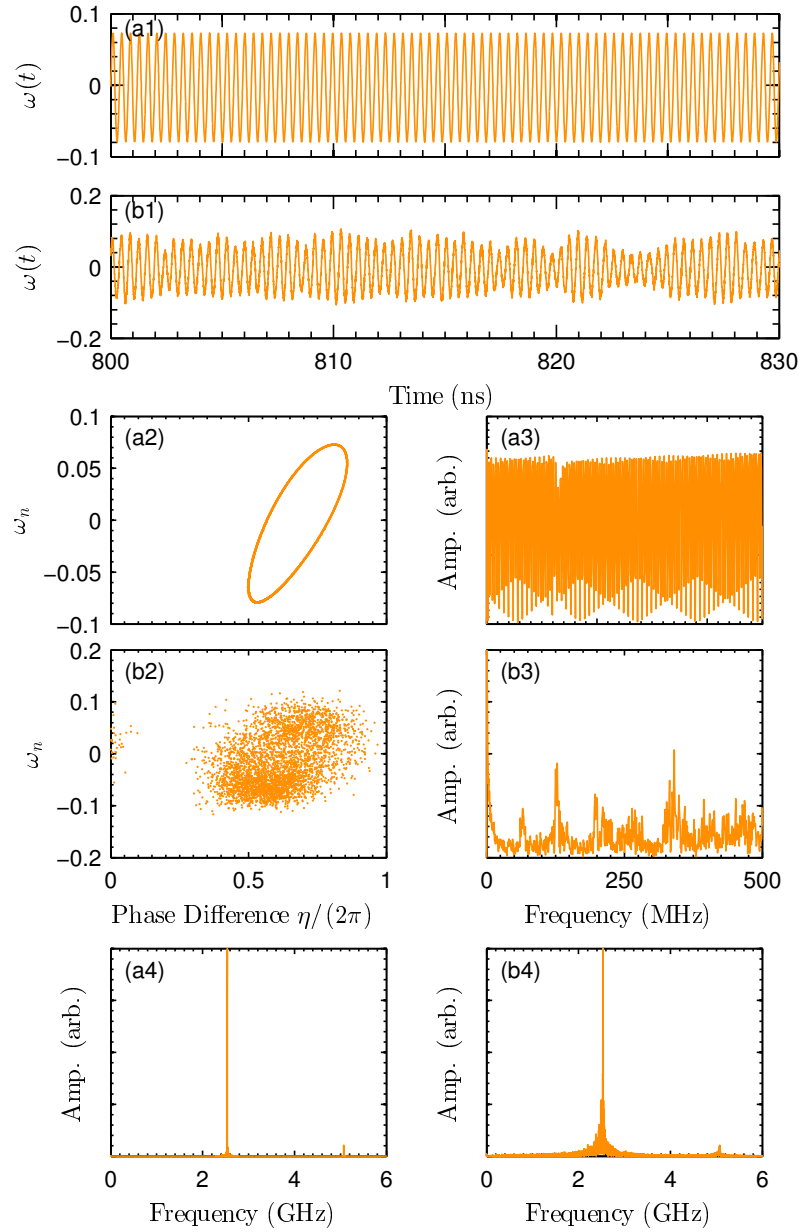 (a1)
0.1
0
−0.1
ω(t)
(b1)
0.2
0
−0.2
ω(t)
800 810 820 830
Time (ns)
(a2)
0.1
0.05
0
−0.05
−0.1
ωn
(a3)
Amp. (arb.)
(b2)
0.2
0.1
0
−0.1
−0.2
ωn
0 0.5 1
Phase Difference η/(2π)
(b3)
Amp. (arb.)
0 250 500
Frequency (MHz)
(a4)
Amp. (arb.)
0 2 4 6
Frequency (GHz)
(b4)
Amp. (arb.)
0 2 4 6
Frequency (GHz)